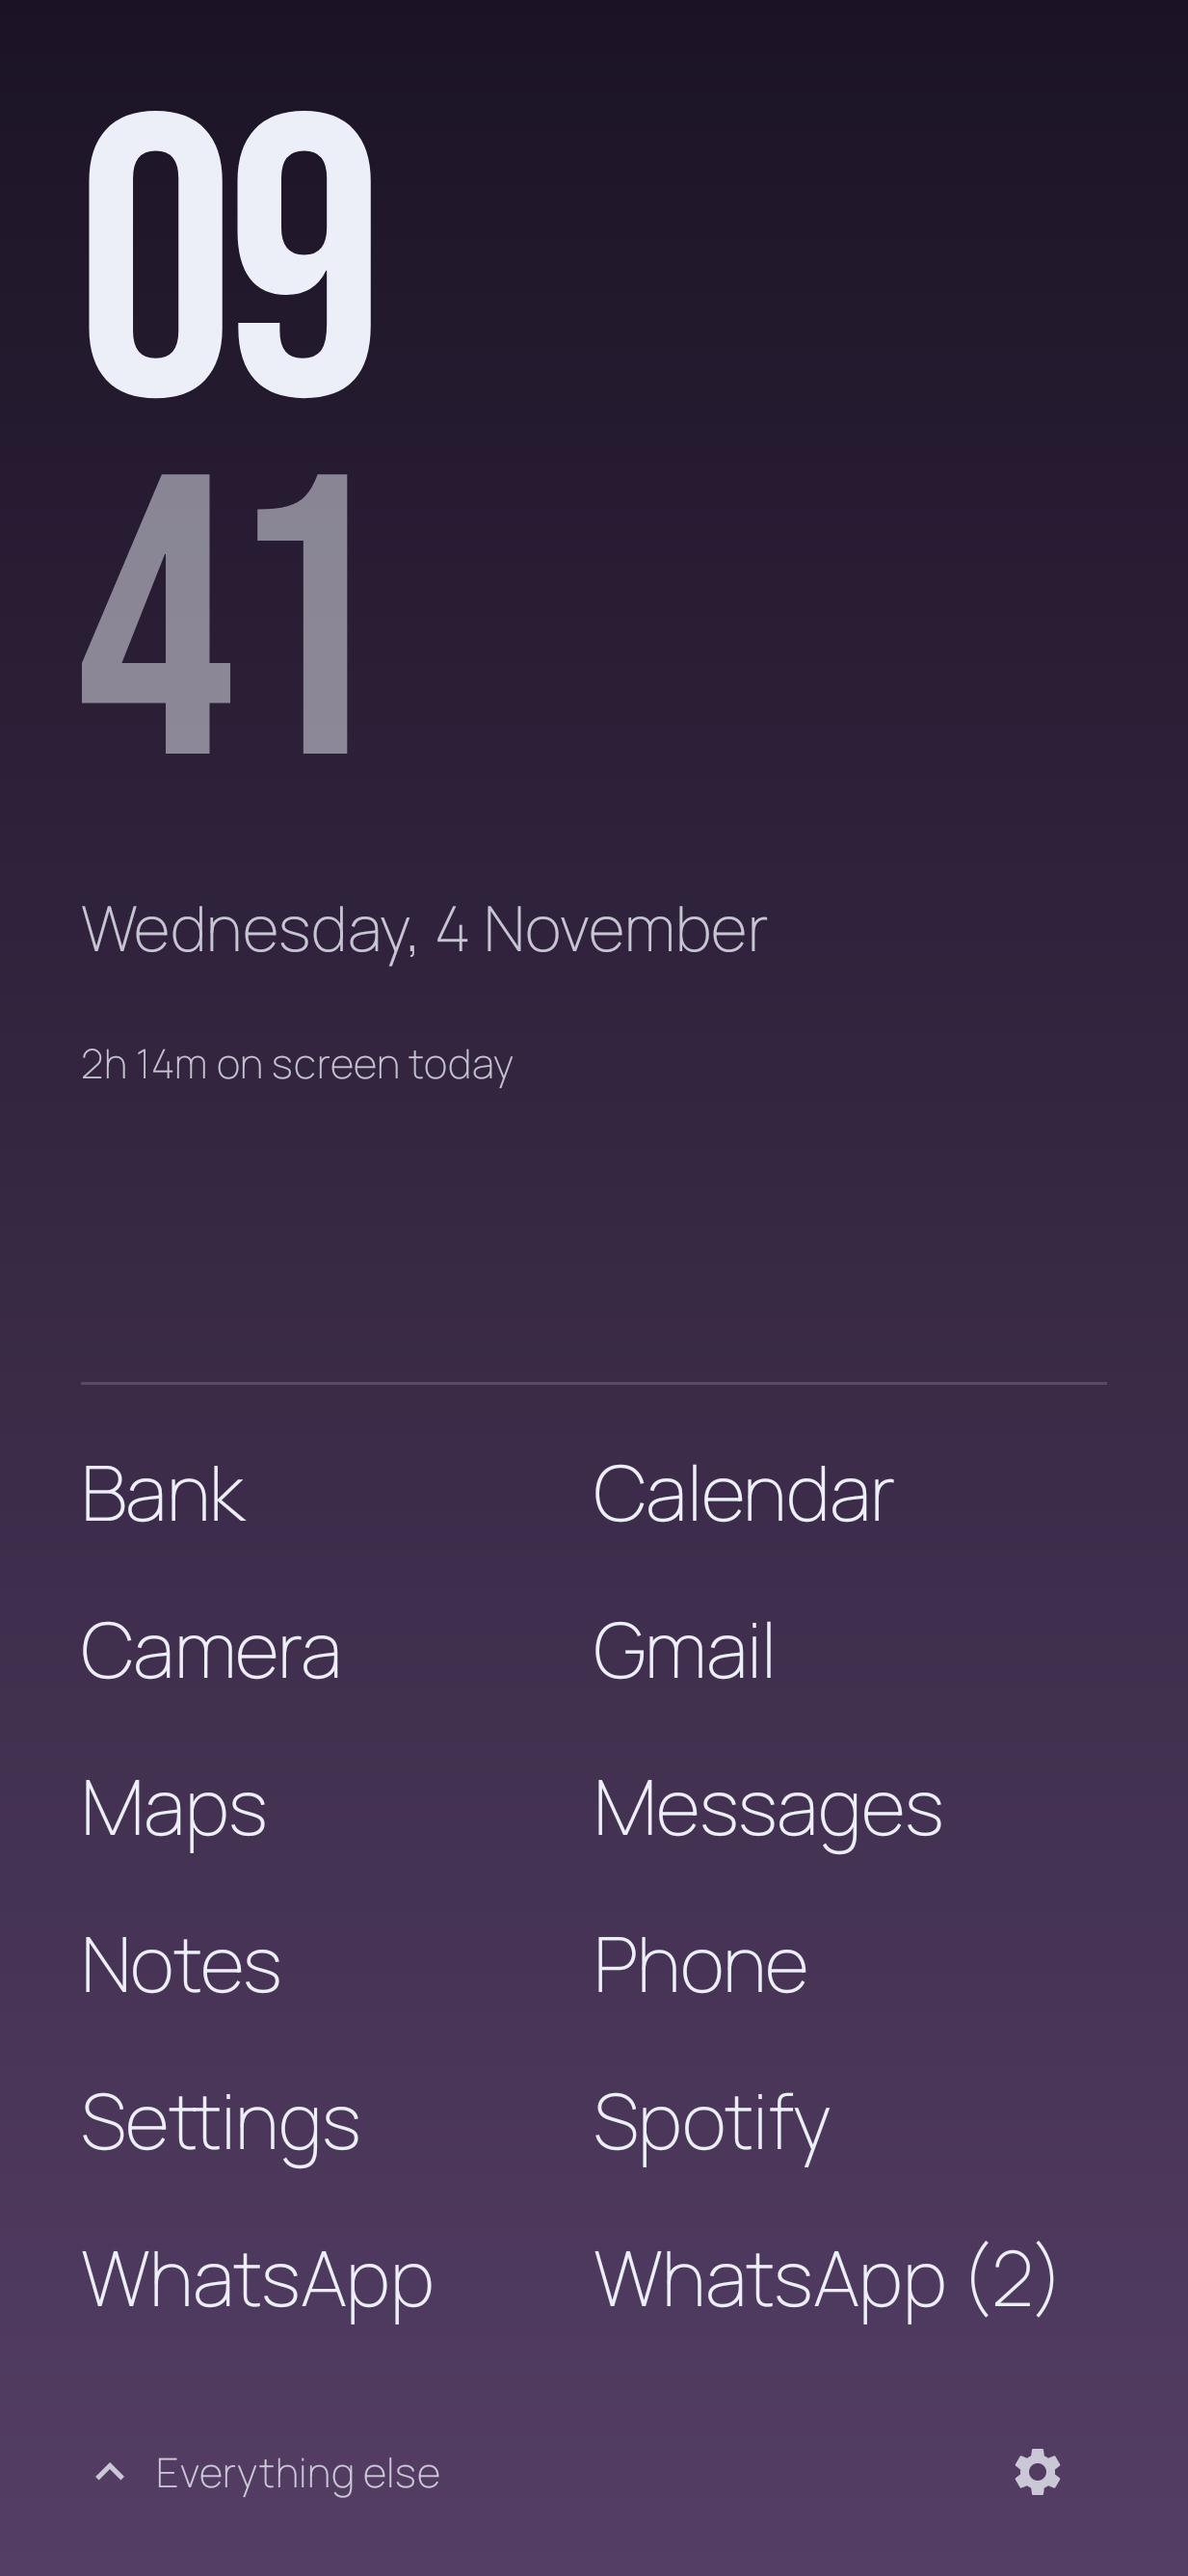 09
41
Wednesday, 4 November
2h 14m on screen today
Bank Calendar
Camera Gmail
Maps Messages
Notes Phone
Settings Spotify
WhatsApp WhatsApp (2)
Everything else